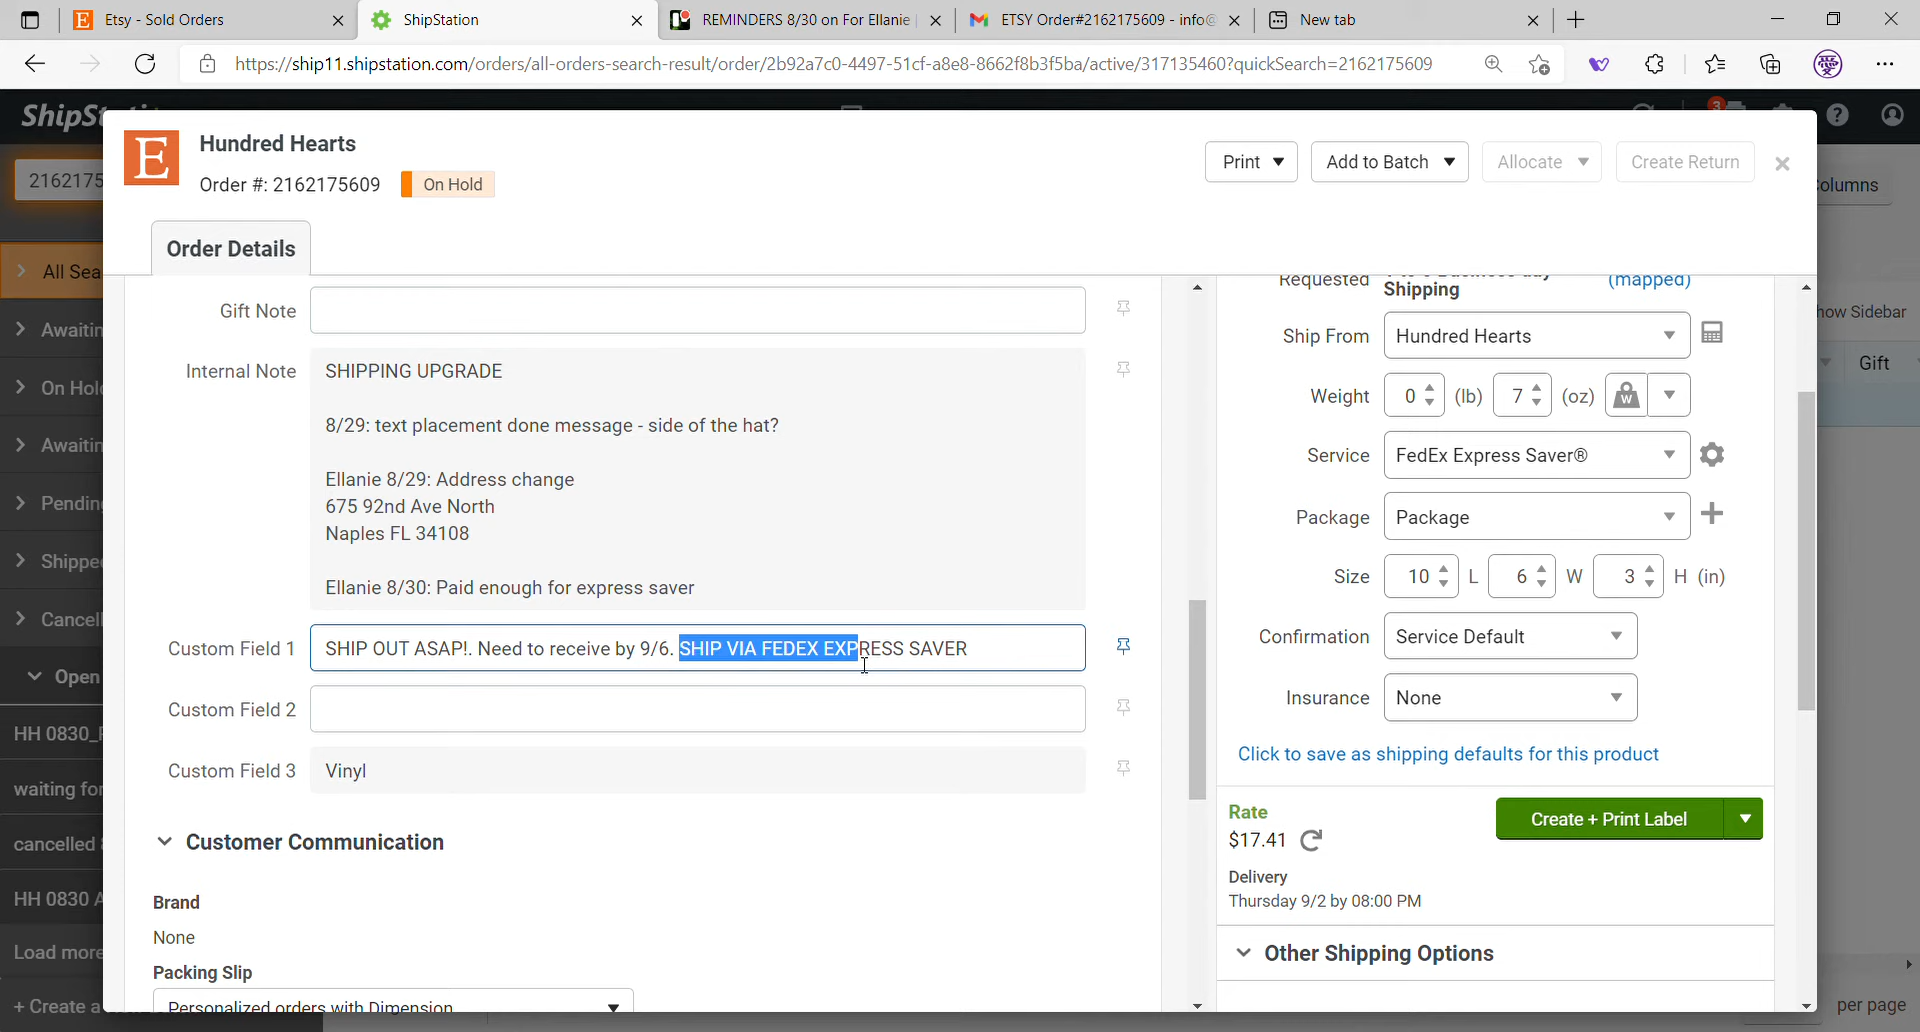 Etsy - Sold Orders
ShipStation
REMINDERS 8/30 on For Ellanie
ETSY Order#2162175609 - info@
New tab
https://ship11.shipstation.com/orders/all-orders-search-result/order/2b92a7c0-4497-51cf-a8e8-8662f8b3f5ba/active/317135460?quickSearch=2162175609
ShipSt
3
Hundred Hearts
Order #: 2162175609
On Hold
Print
Add to Batch
Allocate
Create Return
2162175
olumns
Order Details
All Sea
Awaitin
On Hol
Awaitin
Pending
Shipped
Cancell
Open
HH 0830_
waiting for
cancelled
HH 0830 A
Load more
+ Create a
Gift Note
Internal Note
SHIPPING UPGRADE
8/29: text placement done message - side of the hat?
Ellanie 8/29: Address change
675 92nd Ave North
Naples FL 34108
Ellanie 8/30: Paid enough for express saver
Custom Field 1
SHIP OUT ASAP!. Need to receive by 9/6. SHIP VIA FEDEX EXPRESS SAVER
Custom Field 2
Custom Field 3
Vinyl
Customer Communication
Brand
None
Packing Slip
Personalized orders with Dimension
Requested
Shipping
(mapped)
Ship From
Hundred Hearts
Weight
0 (lb) 7 (oz)
W
Service
FedEx Express Saver®
Package
Package
Size
10 L 6 W 3 H (in)
Confirmation
Service Default
Insurance
None
Click to save as shipping defaults for this product
Rate
$17.41
Create + Print Label
Delivery
Thursday 9/2 by 08:00 PM
Other Shipping Options
how Sidebar
Gift
per page